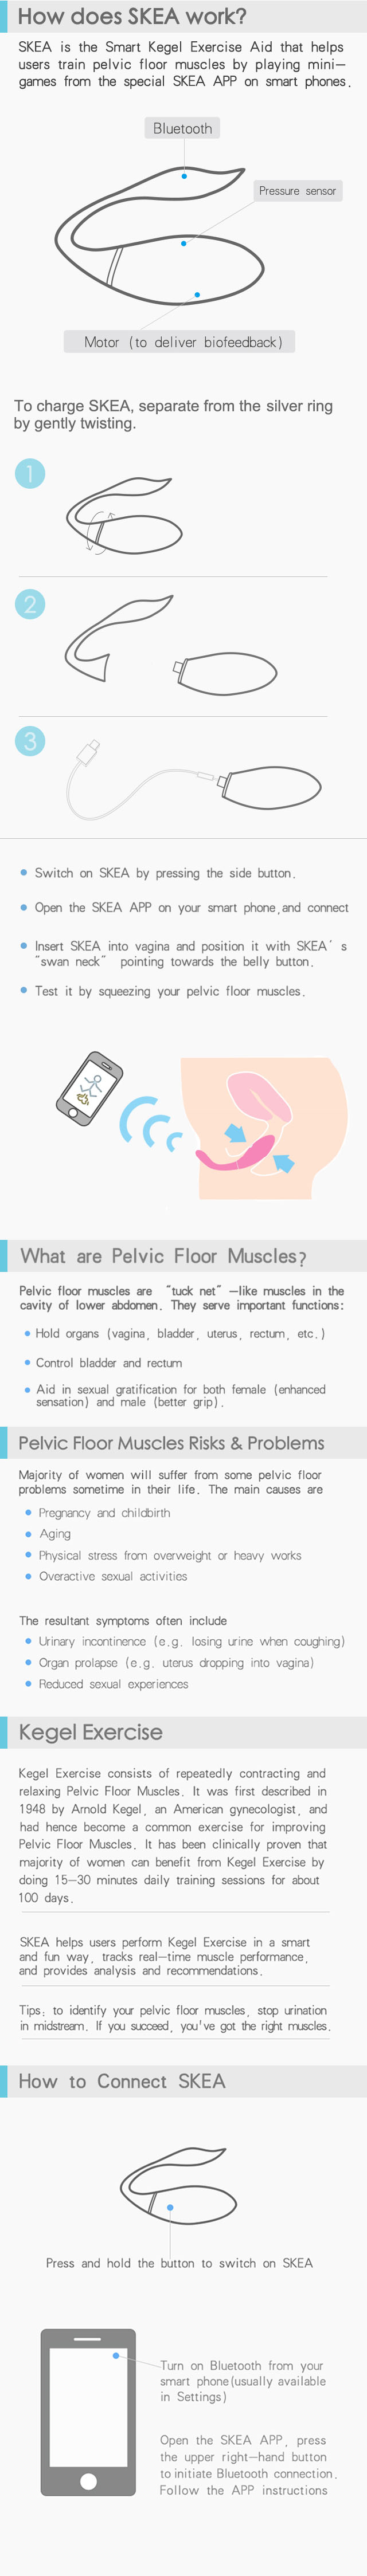 How does SKEA work?
SKEA is the Smart Kegel Exercise Aid that helps
users train pelvic floor muscles by playing mini-
games from the special SKEA APP on smart phones.
Bluetooth
Pressure sensor
Motor (to deliver biofeedback)
To charge SKEA, separate from the silver ring
by gently twisting.
1
2
3
Switch on SKEA by pressing the side button.
Open the SKEA APP on your smart phone,and connect
Insert SKEA into vagina and position it with SKEA' s
"swan neck" pointing towards the belly button.
Test it by squeezing your pelvic floor muscles.
What are Pelvic Floor Muscles?
Pelvic floor muscles are "tuck net" -like muscles in the
cavity of lower abdomen. They serve important functions:
Hold organs (vagina, bladder, uterus, rectum, etc.)
Control bladder and rectum
Aid in sexual gratification for both female (enhanced
sensation) and male (better grip).
Pelvic Floor Muscles Risks & Problems
Majority of women will suffer from some pelvic floor
problems sometime in their life. The main causes are
Pregnancy and childbirth
Aging
Physical stress from overweight or heavy works
Overactive sexual activities
The resultant symptoms often include
Urinary incontinence (e.g. losing urine when coughing)
Organ prolapse (e.g. uterus dropping into vagina)
Reduced sexual experiences
Kegel Exercise
Kegel Exercise consists of repeatedly contracting and
relaxing Pelvic Floor Muscles. It was first described in
1948 by Arnold Kegel, an American gynecologist, and
had hence become a common exercise for improving
Pelvic Floor Muscles. It has been clinically proven that
majority of women can benefit from Kegel Exercise by
doing 15-30 minutes daily training sessions for about
100 days.
SKEA helps users perform Kegel Exercise in a smart
and fun way, tracks real-time muscle performance,
and provides analysis and recommendations.
Tips: to identify your pelvic floor muscles, stop urination
in midstream. If you succeed, you've got the right muscles.
How to Connect SKEA
Press and hold the button to switch on SKEA
Turn on Bluetooth from your
smart phone(usually available
in Settings)
Open the SKEA APP, press
the upper right-hand button
to initiate Bluetooth connection.
Follow the APP instructions